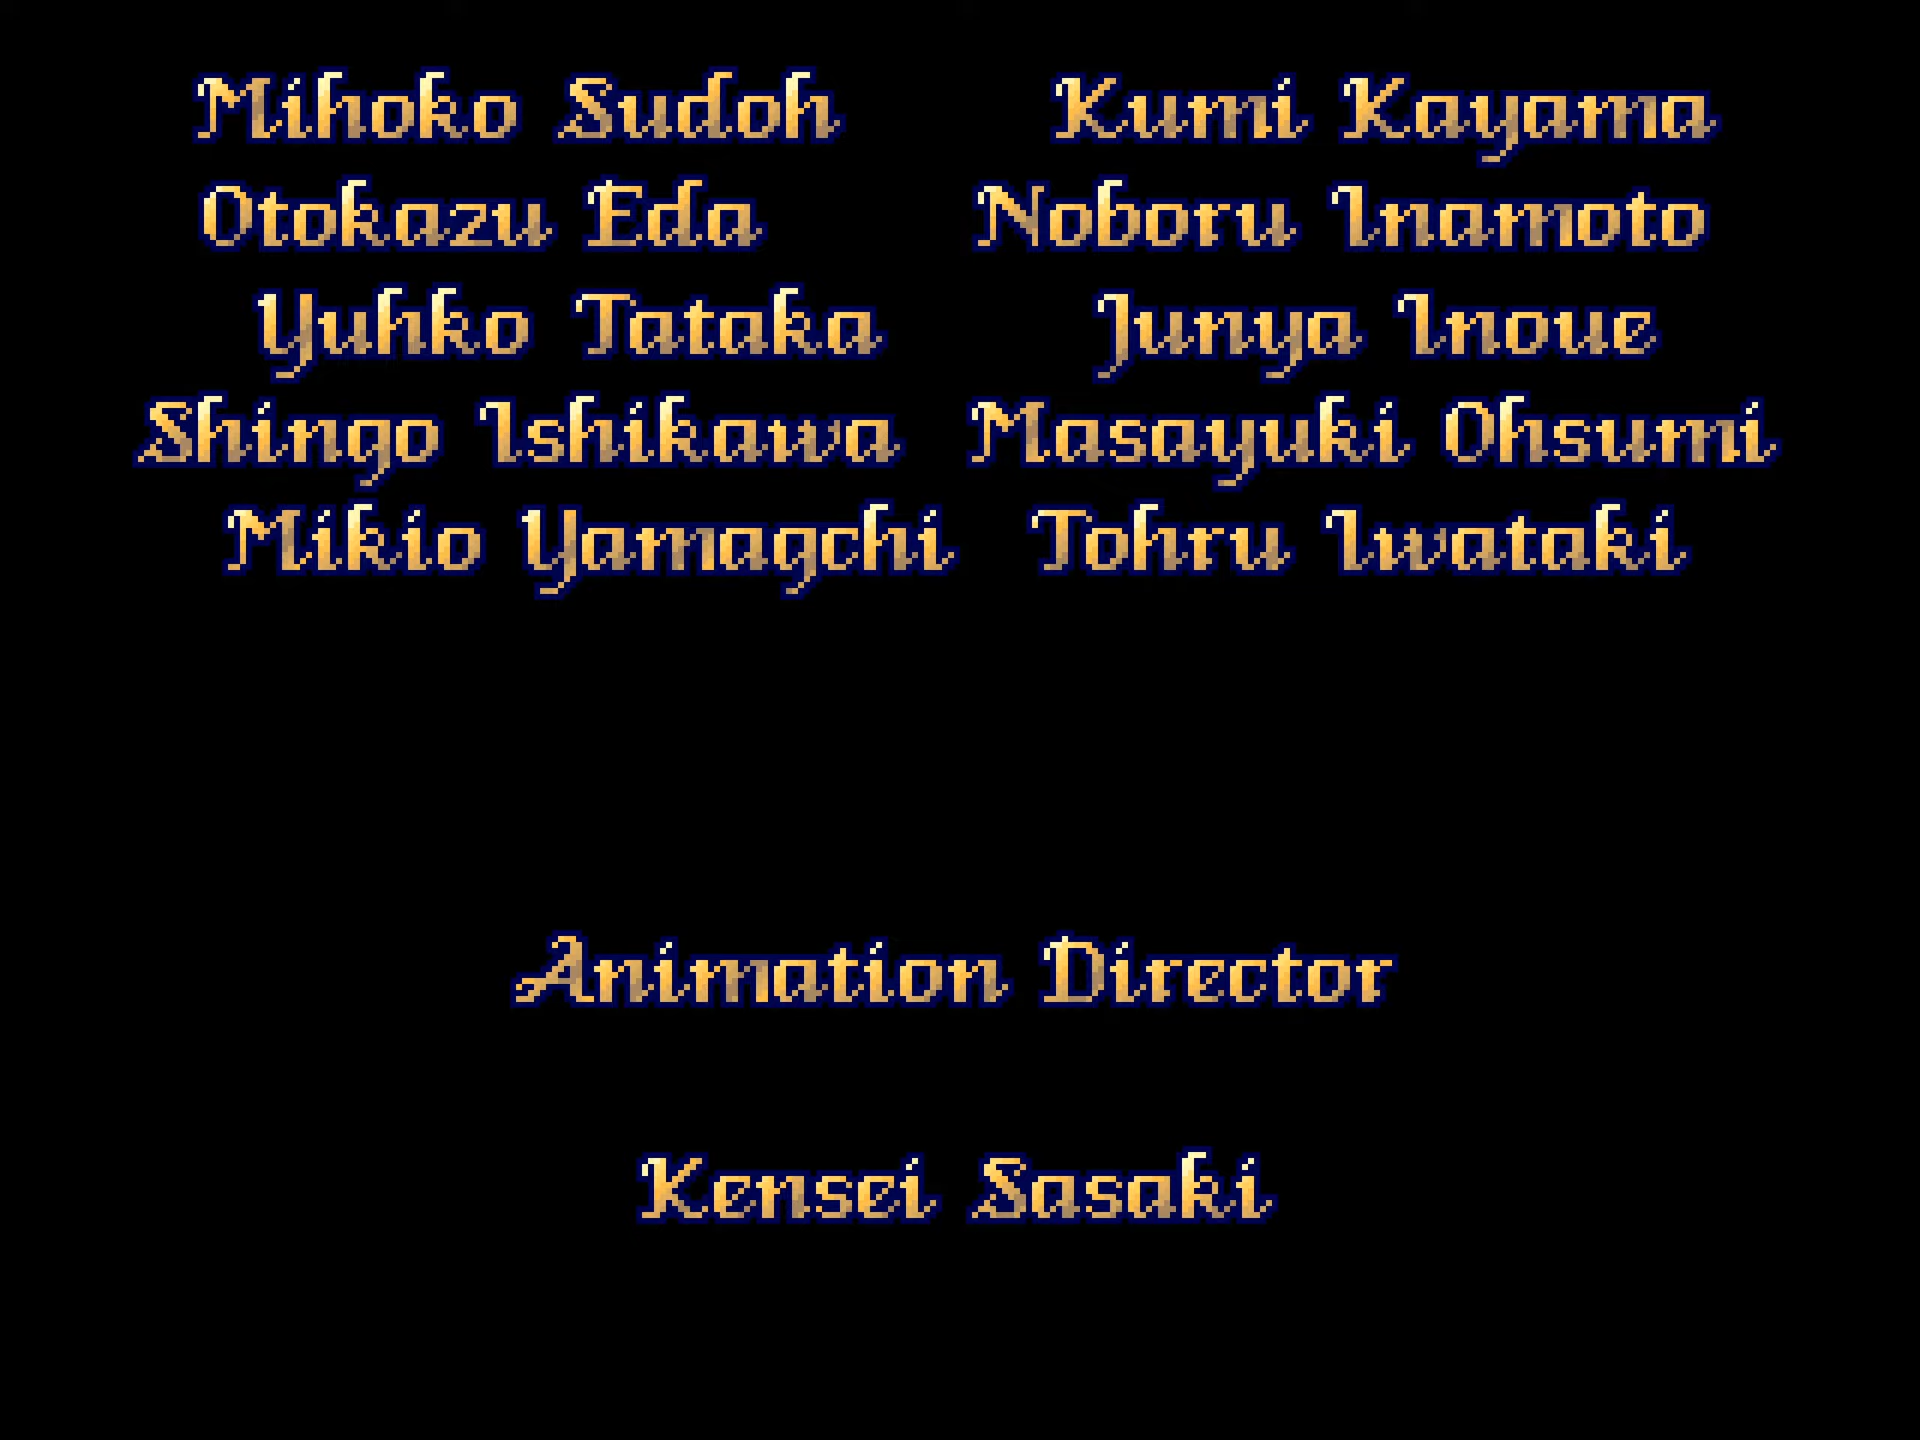 Mihoko Sudoh Kumi Kayama
Otokazu Eda Noboru Inamoto
Yuhko Tataka Junya Inoue
Shingo Ishikawa Masayuki Ohsumi
Mikio Yamagchi Tohru Iwataki
Animation Director
Kensei Sasaki